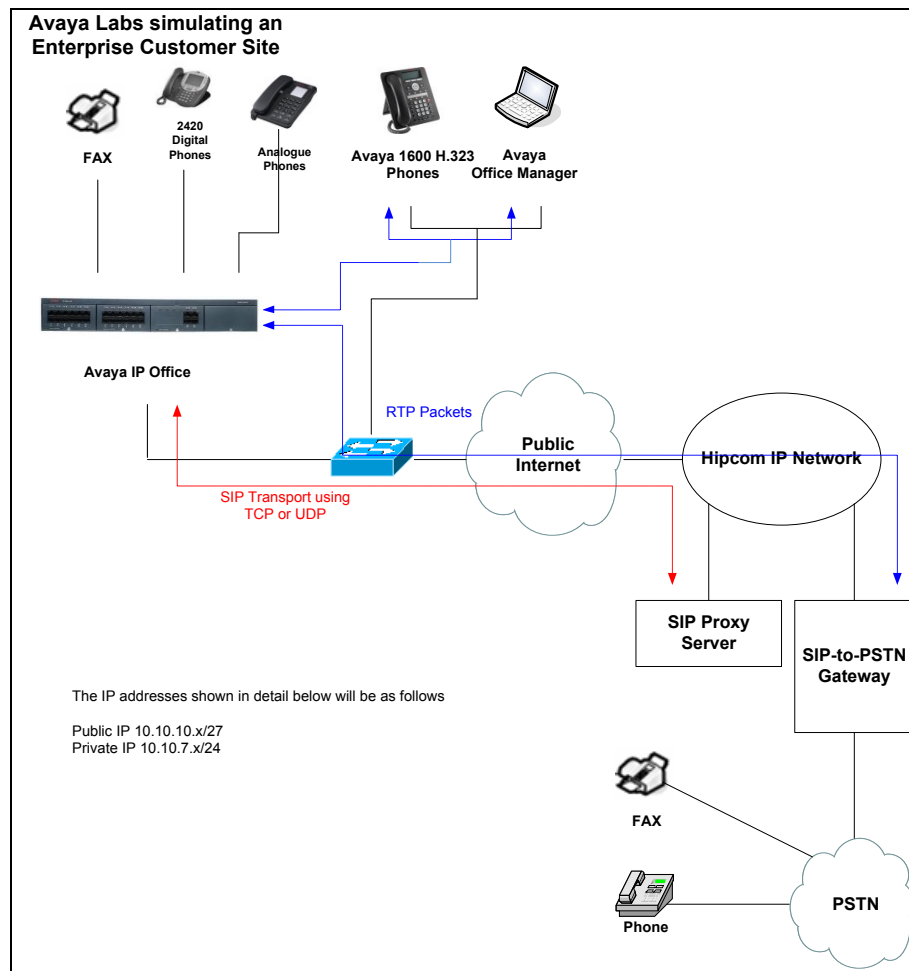 Avaya Labs simulating an
Enterprise Customer Site
FAX
2420
Digital
Phones
Analogue
Phones
Avaya 1600 H.323
Phones
Avaya
Office Manager
Avaya IP Office
RTP Packets
Public
Internet
Hipcom IP Network
SIP Transport using
TCP or UDP
SIP Proxy
Server
SIP-to-PSTN
Gateway
The IP addresses shown in detail below will be as follows
Public IP 10.10.10.x/27
Private IP 10.10.7.x/24
FAX
Phone
PSTN